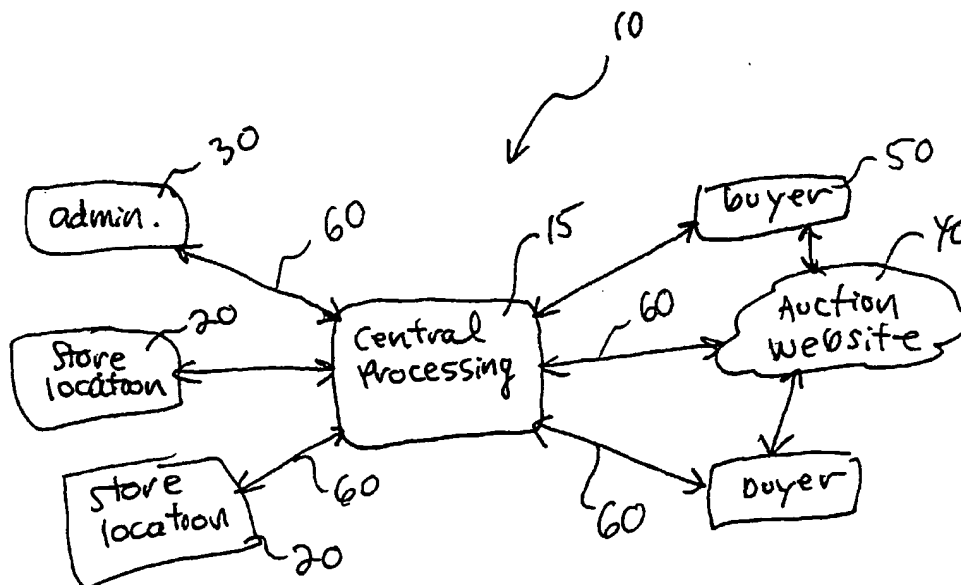 10
30
admin.
60
20
Store
location
Store
location
60
20
15
Central
Processing
buyer
50
40
Auction
website
60
buyer
60